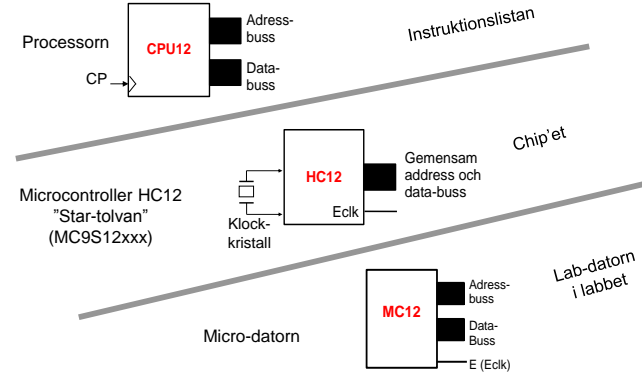 Processorn
CP
CPU12
Adress-
buss
Data-
buss
Instruktionslistan
Microcontroller HC12
”Star-tolvan”
(MC9S12xxx)
Klock-
kristall
HC12
Eclk
Gemensam
address och
data-buss
Chip'et
Micro-datorn
MC12
Adress-
buss
Data-
Buss
E (Eclk)
Lab-datorn
i labbet